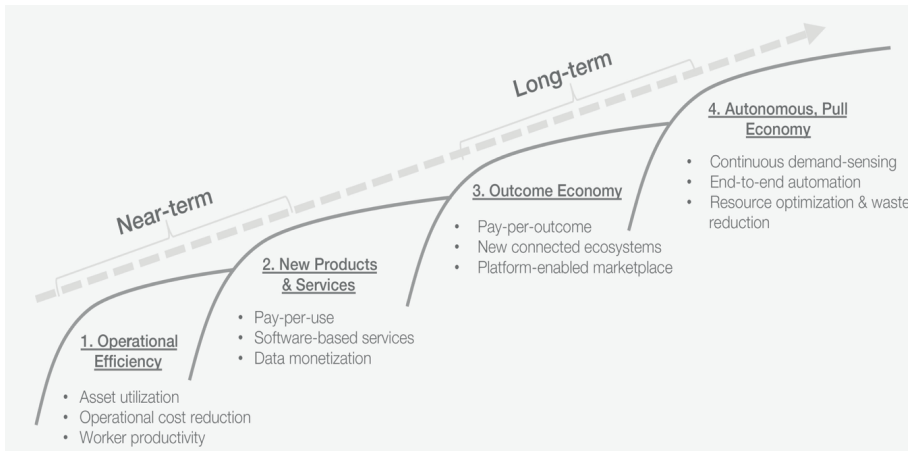 Near-term
Long-term
1. Operational
Efficiency
• Asset utilization
• Operational cost reduction
• Worker productivity
2. New Products
& Services
• Pay-per-use
• Software-based services
• Data monetization
3. Outcome Economy
• Pay-per-outcome
• New connected ecosystems
• Platform-enabled marketplace
4. Autonomous, Pull
Economy
• Continuous demand-sensing
• End-to-end automation
• Resource optimization & waste
reduction